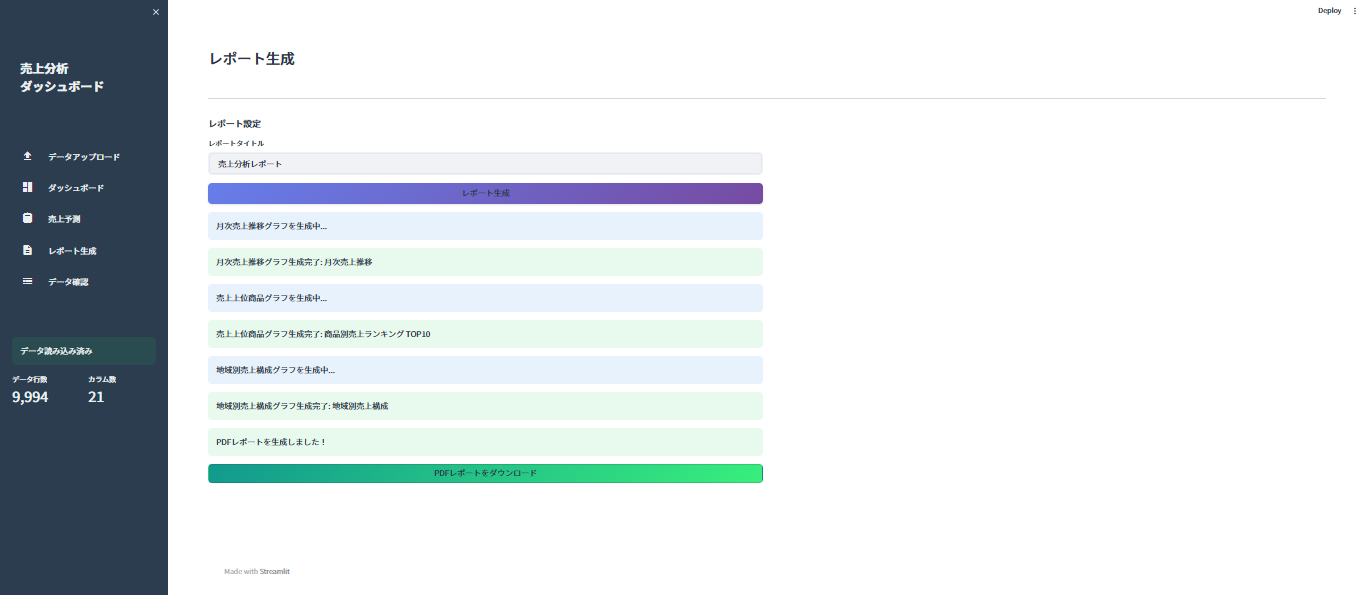 ×
Deploy
売上分析
ダッシュボード
データアップロード
ダッシュボード
売上予測
レポート生成
データ確認
データ読み込み済み
データ行数
カラム数
9,994
21
レポート生成
レポート設定
レポートタイトル
売上分析レポート
レポート生成
月次売上推移グラフを生成中...
月次売上推移グラフ生成完了: 月次売上推移
売上上位商品グラフを生成中...
売上上位商品グラフ生成完了: 商品別売上ランキング TOP10
地域別売上構成グラフを生成中...
地域別売上構成グラフ生成完了: 地域別売上構成
PDFレポートを生成しました！
PDFレポートをダウンロード
Made with Streamlit